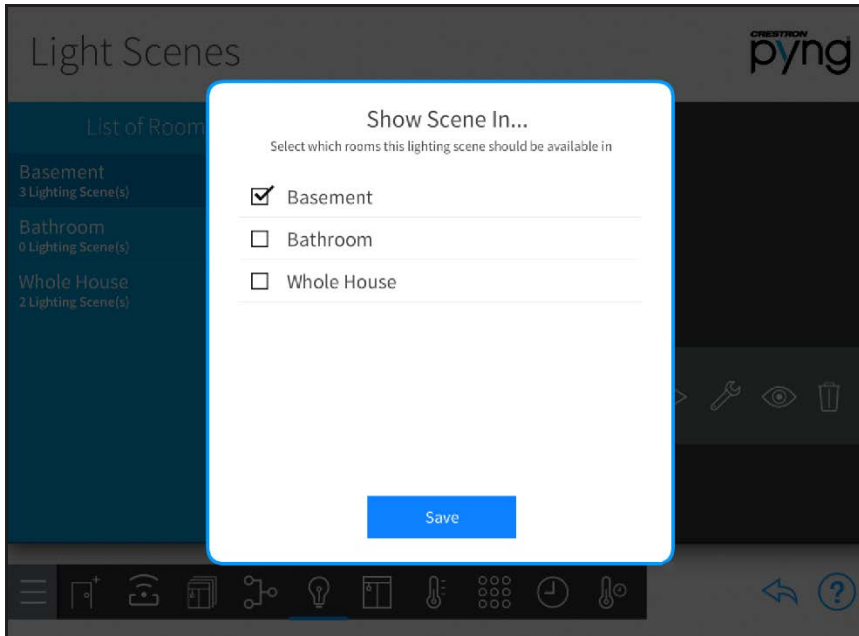 Light Scenes
CRESTRON
pyng
List of Room
Basement
3 Lighting Scene(s)
Bathroom
0 Lighting Scene(s)
Whole House
2 Lighting Scene(s)
Show Scene In...
Select which rooms this lighting scene should be available in
Basement
Bathroom
Whole House
Save
?